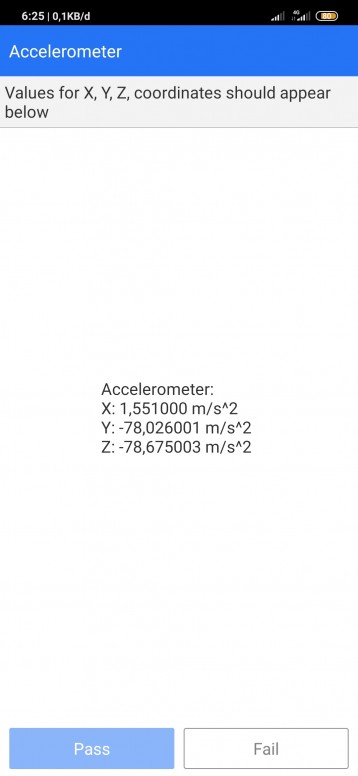 6:25 | 0,1KB/d
4G
80
Accelerometer
Values for X, Y, Z, coordinates should appear
below
Accelerometer:
X: 1,551000 m/s^2
Y: -78,026001 m/s^2
Z: -78,675003 m/s^2
Pass
Fail